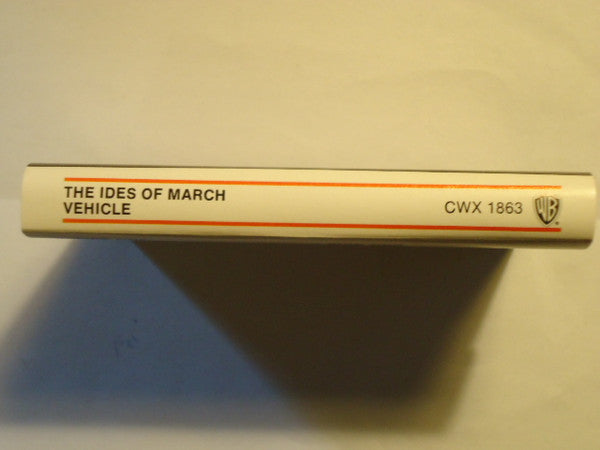 THE IDES OF MARCH
VEHICLE
CWX 1863
WB